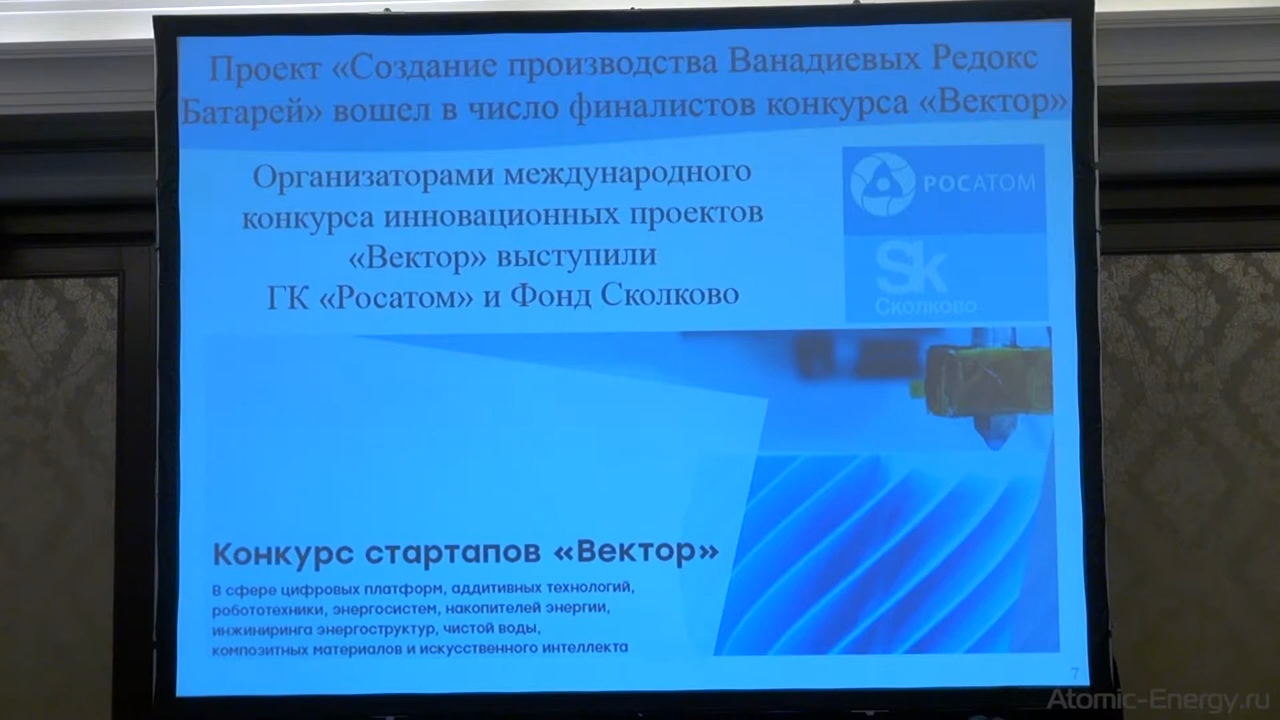 Проект «Создание производства Ванадиевых Редокс
Батарей» вошел в число финалистов конкурса «Вектор»
Организаторами международного
конкурса инновационных проектов
«Вектор» выступили
ГК «Росатом» и Фонд Сколково
РОСАТОМ
Sk
Сколково
Конкурс стартапов «Вектор»
В сфере цифровых платформ, аддитивных технологий,
робототехники, энергосистем, накопителей энергии,
инжиниринга энергоструктур, чистой воды,
композитных материалов и искусственного интеллекта
7
Atomic-Energy.ru